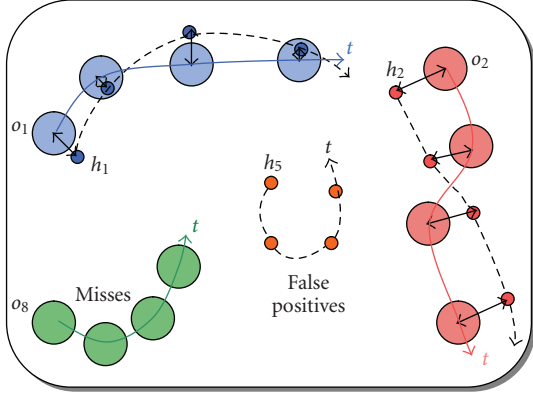 t
h₂
o₂
o₁
h₁
h₅
t
t
Misses
False
positives
o₈
t